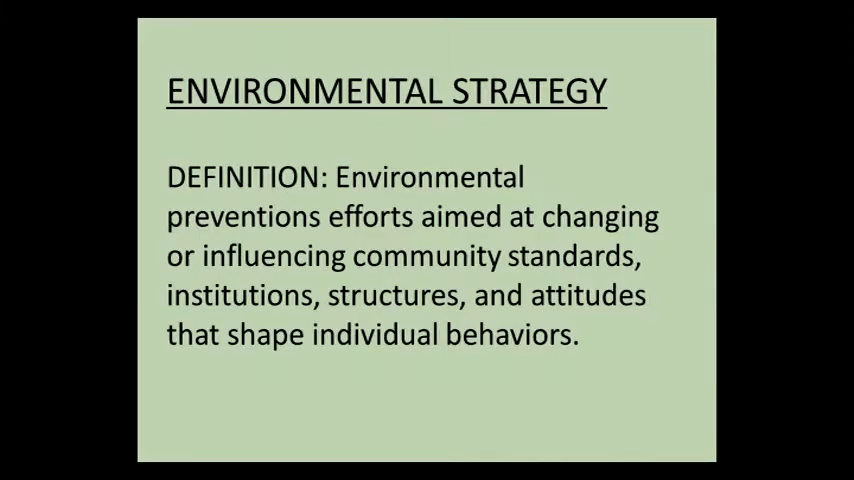 ENVIRONMENTAL STRATEGY
DEFINITION: Environmental
preventions efforts aimed at changing
or influencing community standards,
institutions, structures, and attitudes
that shape individual behaviors.